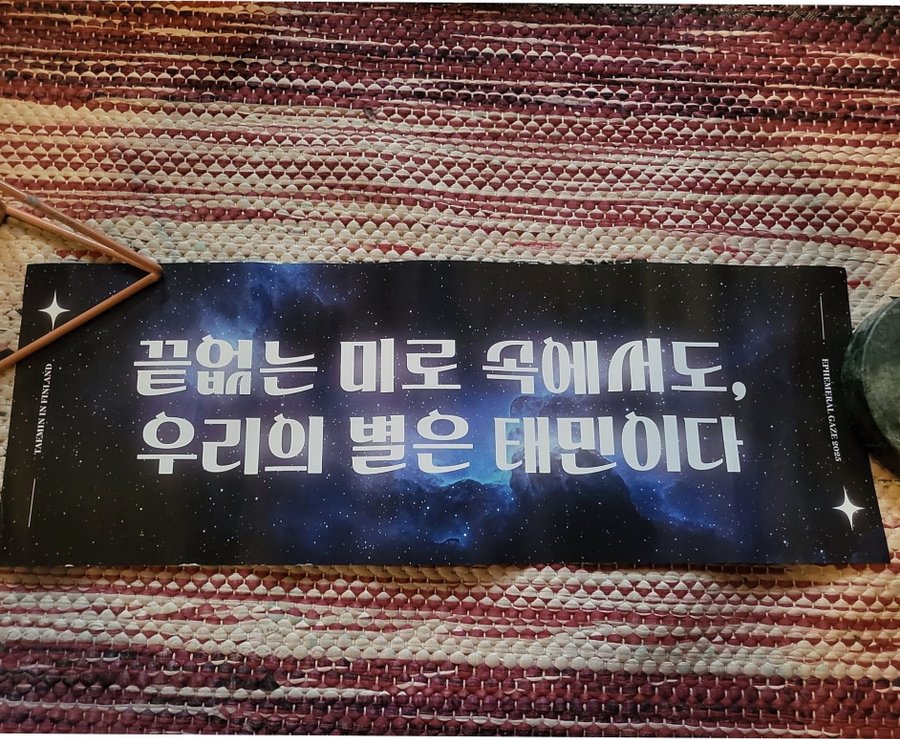 TAEMIN IN FINLAND
끝없는 미로 속에서도,
우리의 별은 태민이다
EPHEMERAL GAZE 2025